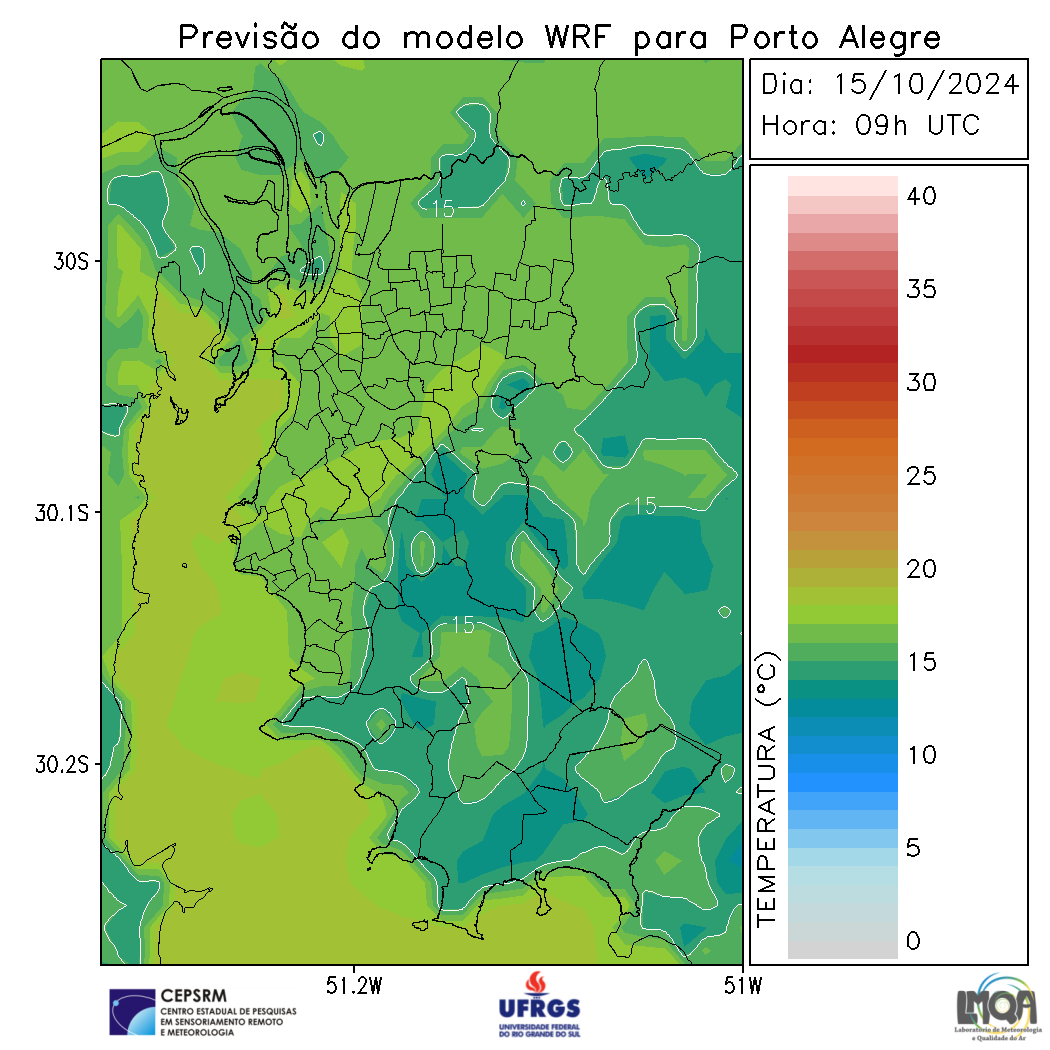 Previsão do modelo WRF para Porto Alegre
Dia: 15/10/2024
Hora: 09h UTC
40
35
30
25
20
15
10
5
0
TEMPERATURA (°C)
30S
30.1S
30.2S
51.2W
51W
15
15
15
CEPSRM
CENTRO ESTADUAL DE PESQUISAS
EM SENSORIAMENTO REMOTO
E METEOROLOGIA
UFRGS
UNIVERSIDADE FEDERAL
DO RIO GRANDE DO SUL
LMQA
Laboratório de Meteorologia
e Qualidade do Ar